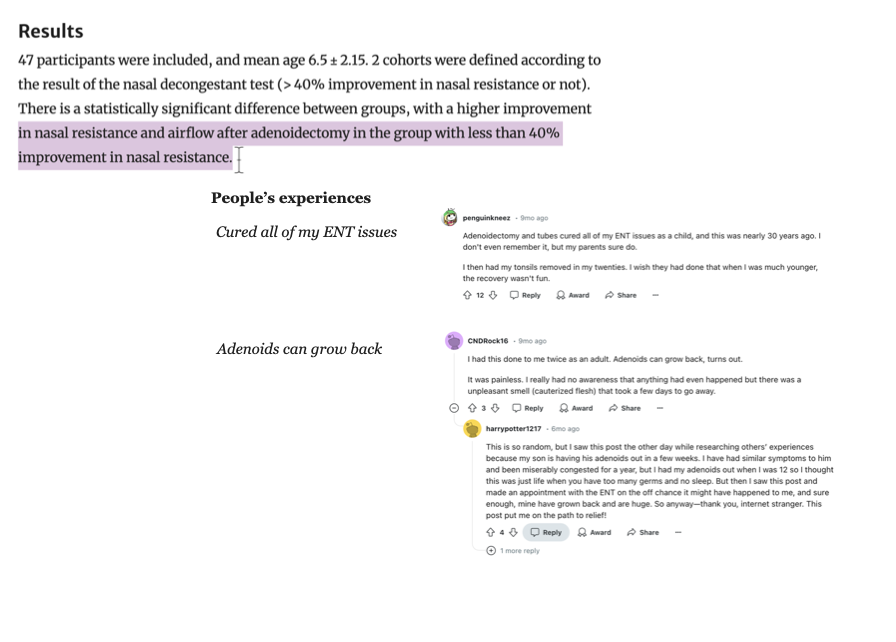 Results
47 participants were included, and mean age 6.5 ± 2.15. 2 cohorts were defined according to
the result of the nasal decongestant test (> 40% improvement in nasal resistance or not).
There is a statistically significant difference between groups, with a higher improvement
in nasal resistance and airflow after adenoidectomy in the group with less than 40%
improvement in nasal resistance.
People’s experiences
Cured all of my ENT issues
penguinkneez • 9mo ago
Adenoidectomy and tubes cured all of my ENT issues as a child, and this was nearly 30 years ago. I
don't even remember it, but my parents sure do.
I then had my tonsils removed in my twenties. I wish they had done that when I was much younger,
the recovery wasn't fun.
12 Reply Award Share
Adenoids can grow back
CNDRock16 • 9mo ago
I had this done to me twice as an adult. Adenoids can grow back, turns out.
It was painless. I really had no awareness that anything had even happened but there was a
unpleasant smell (cauterized flesh) that took a few days to go away.
3 Reply Award Share
harrypotter1217 • 6mo ago
This is so random, but I saw this post the other day while researching others' experiences
because my son is having his adenoids out in a few weeks. I have had similar symptoms to him
and been miserably congested for a year, but I had my adenoids out when I was 12 so I thought
this was just life when you have too many germs and no sleep. But then I saw this post and
made an appointment with the ENT on the off chance it might have happened to me, and sure
enough, mine have grown back and are huge. So anyway—thank you, internet stranger. This
post put me on the path to relief!
4 Reply Award Share
1 more reply